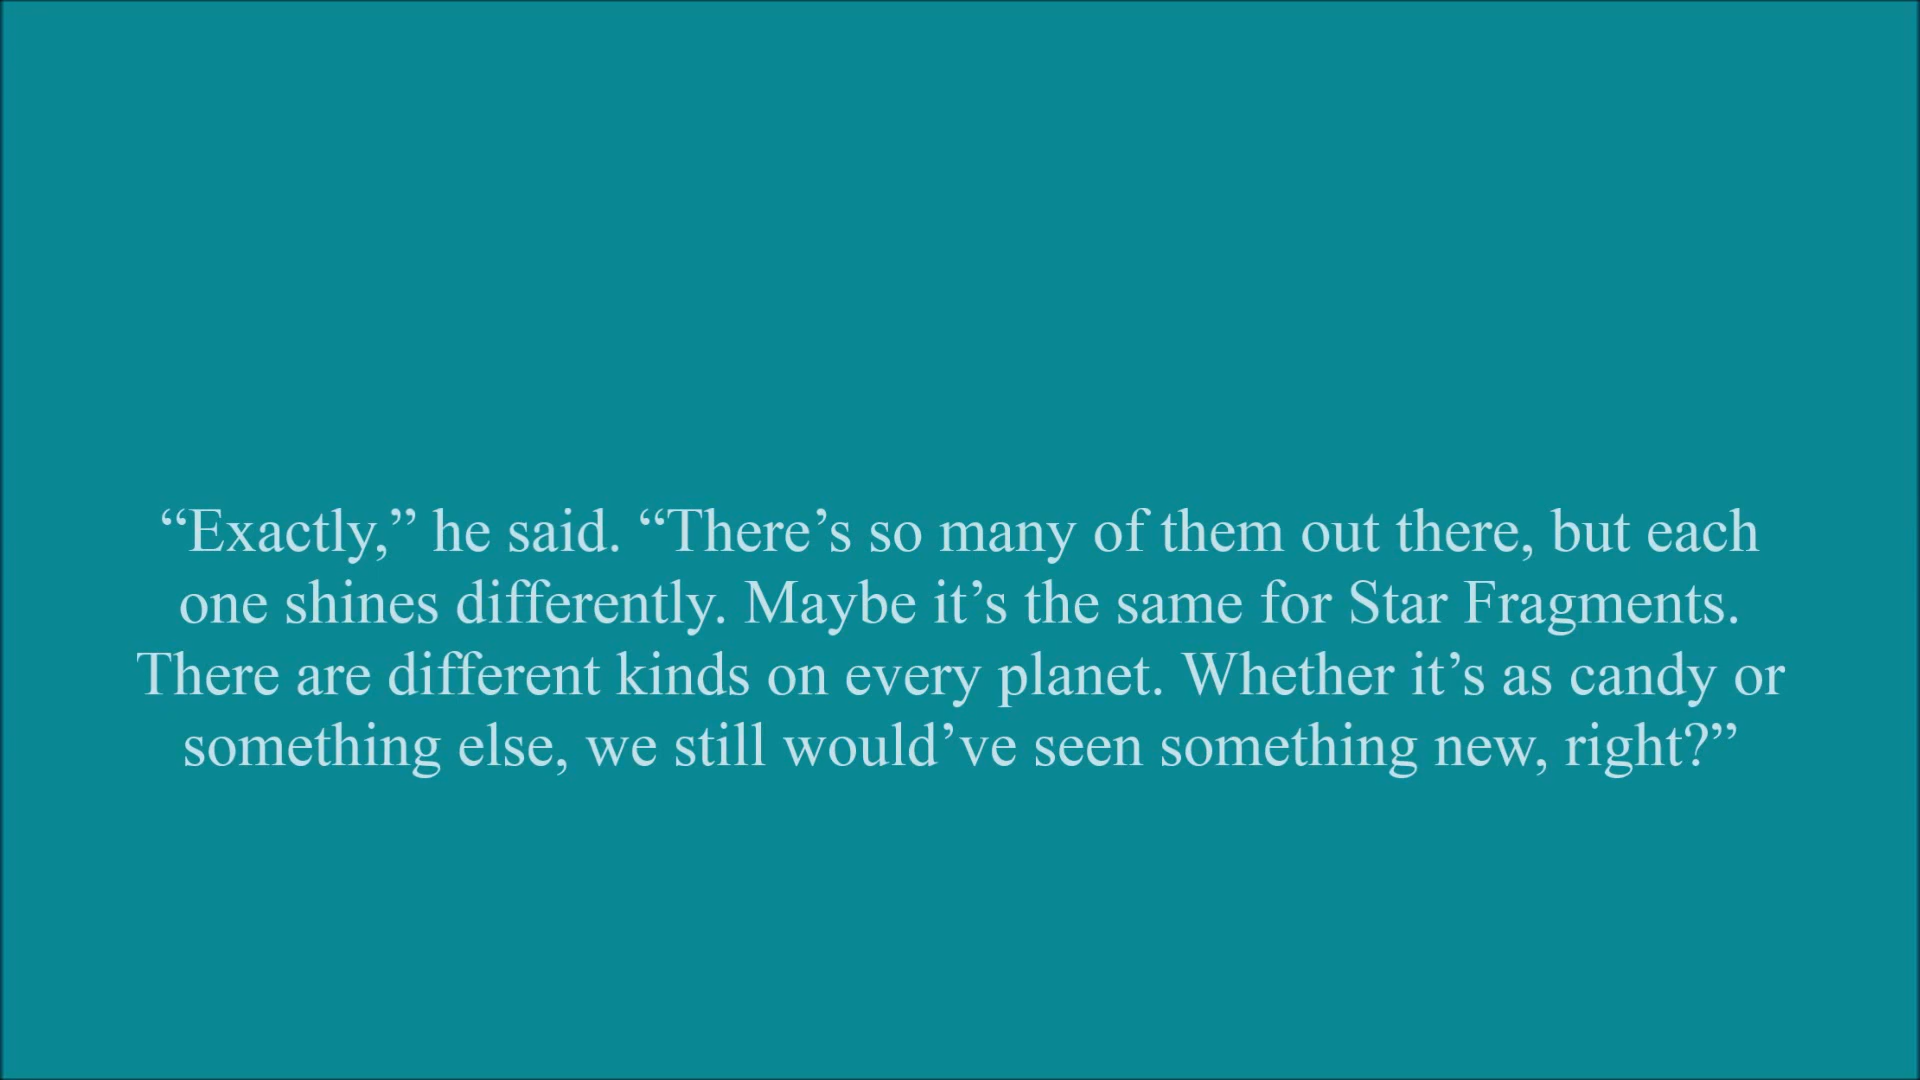 “Exactly,” he said. “There’s so many of them out there, but each
one shines differently. Maybe it’s the same for Star Fragments.
There are different kinds on every planet. Whether it’s as candy or
something else, we still would’ve seen something new, right?”